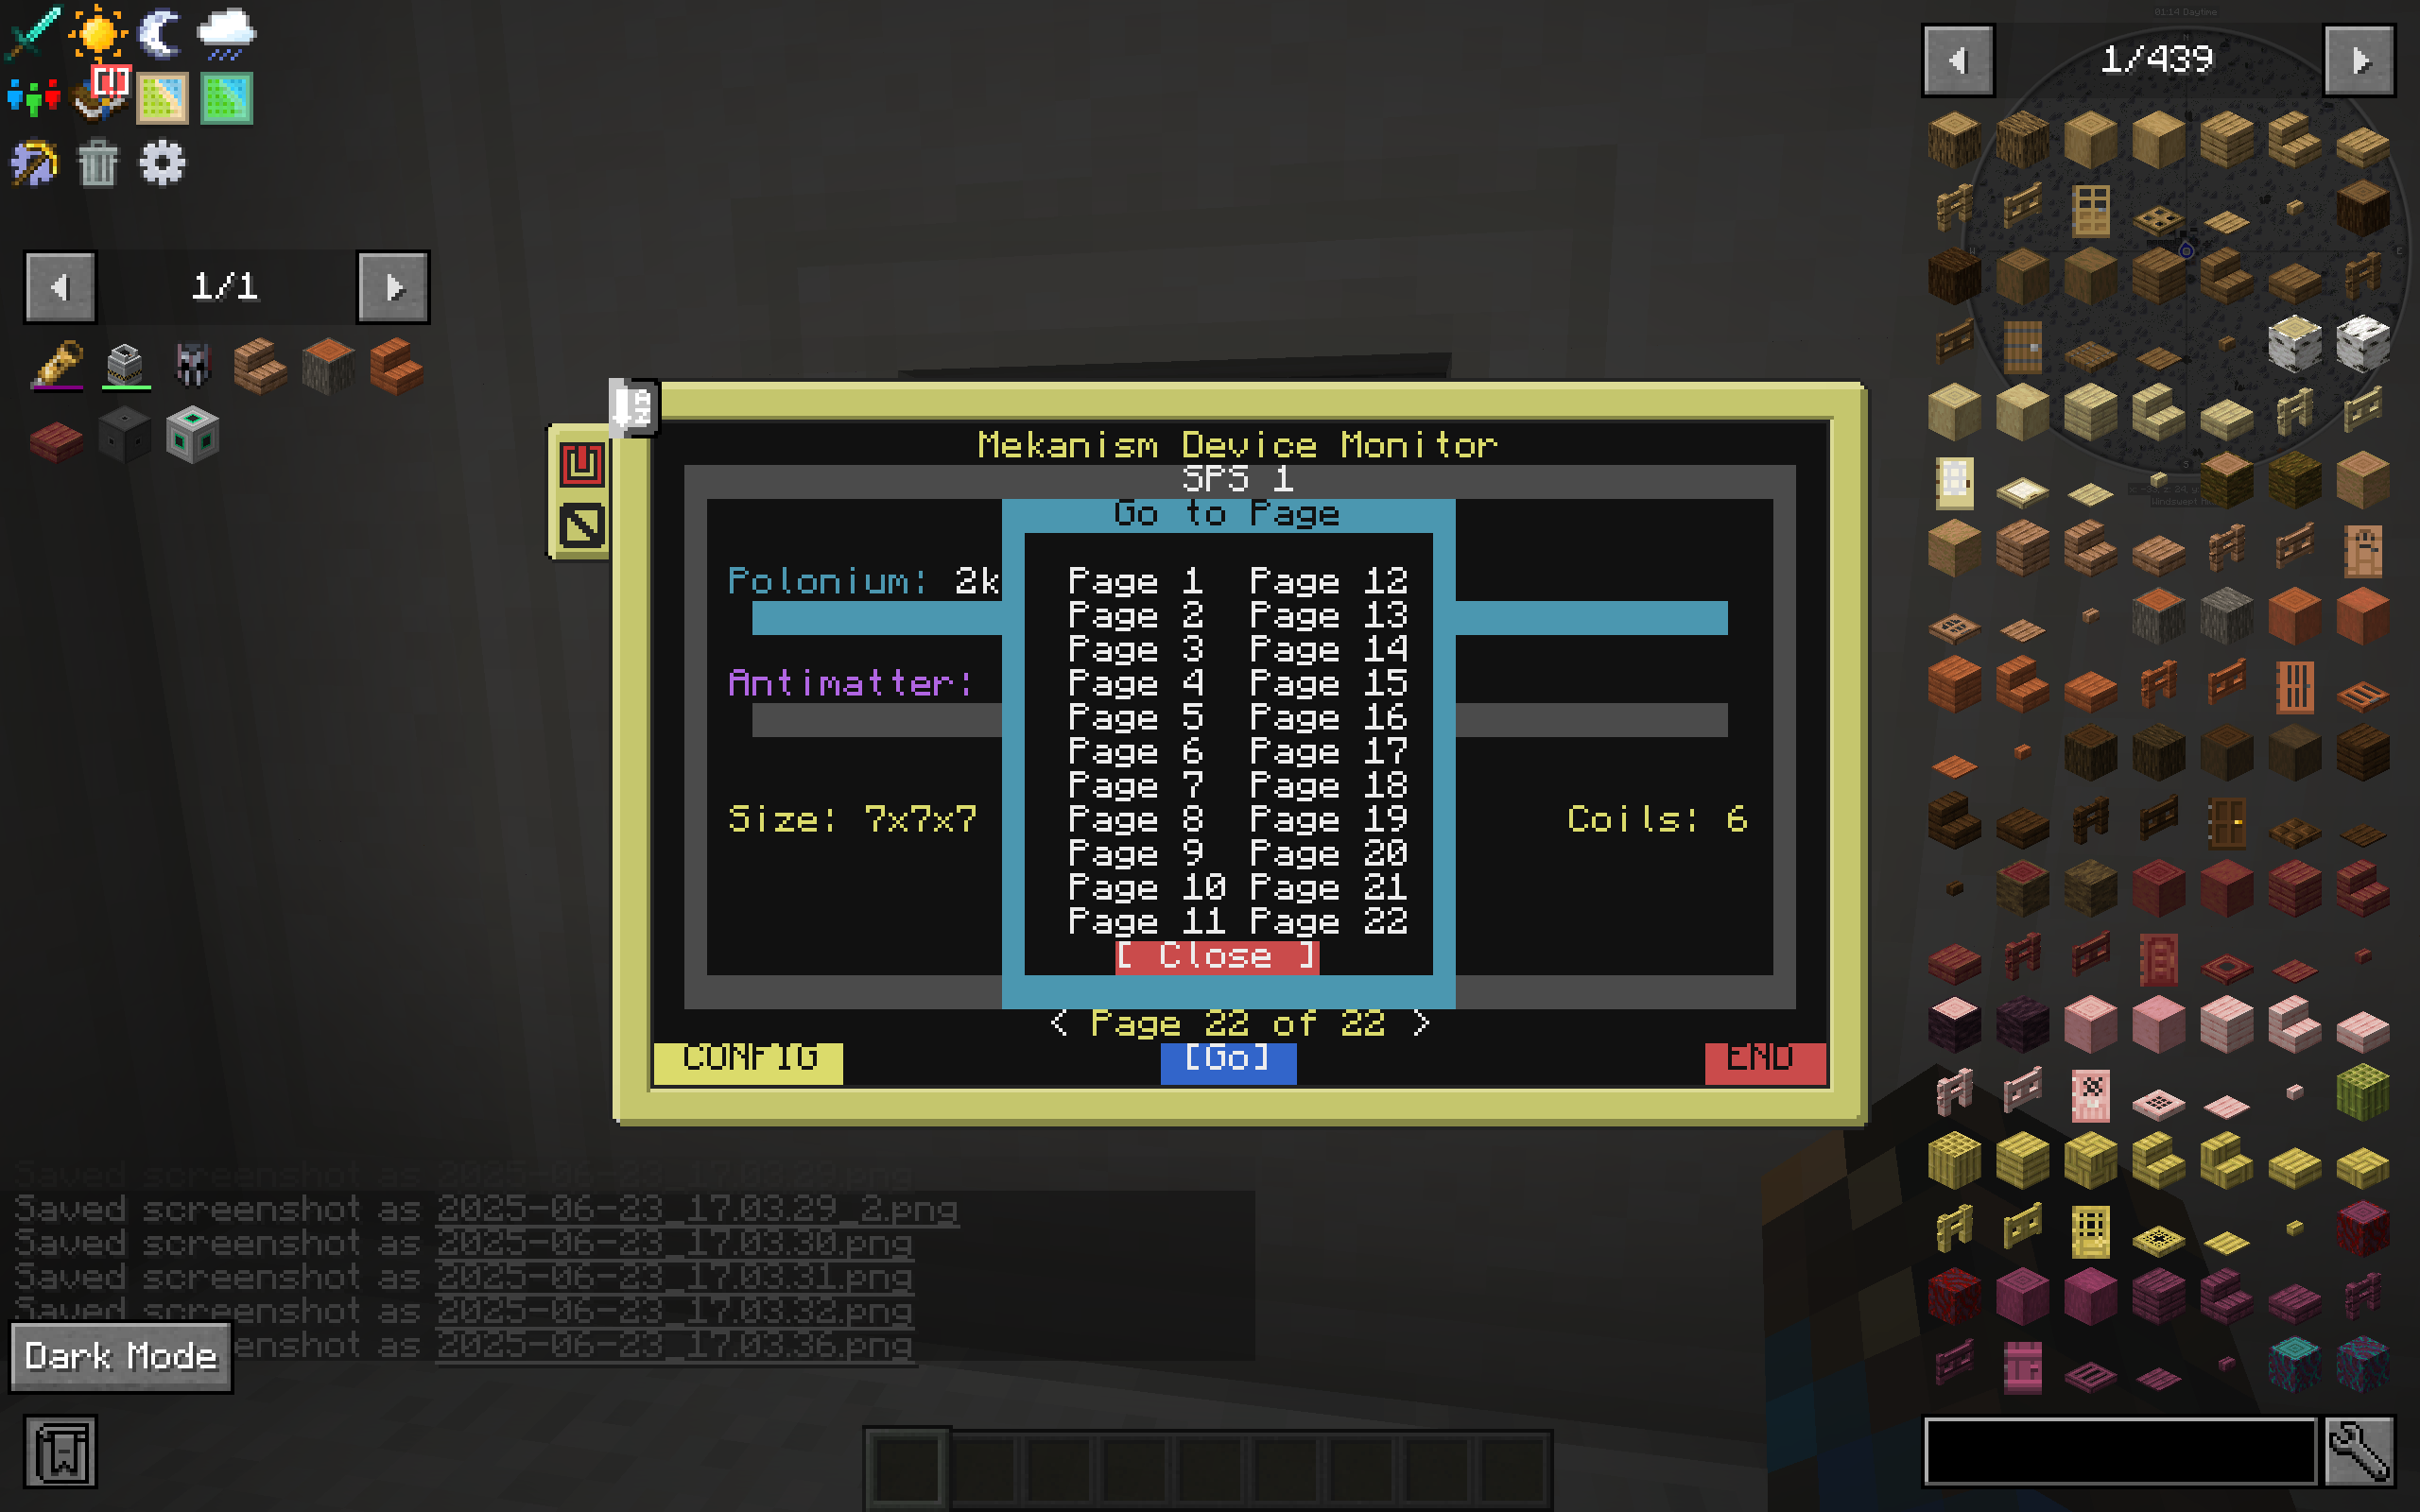 01:14 Daytime
1/439
1/1
Mekanism Device Monitor
SPS 1
Go to Page
Polonium: 2k
Antimatter:
Size: 7x7x7
Coils: 6
Page 1 Page 12
Page 2 Page 13
Page 3 Page 14
Page 4 Page 15
Page 5 Page 16
Page 6 Page 17
Page 7 Page 18
Page 8 Page 19
Page 9 Page 20
Page 10 Page 21
Page 11 Page 22
[ Close ]
< Page 22 of 22 >
CONFIG
[Go]
END
Saved screenshot as 2025-06-23_17.03.29.png
Saved screenshot as 2025-06-23_17.03.29_2.png
Saved screenshot as 2025-06-23_17.03.30.png
Saved screenshot as 2025-06-23_17.03.31.png
Saved screenshot as 2025-06-23_17.03.32.png
screenshot as 2025-06-23_17.03.36.png
Dark Mode